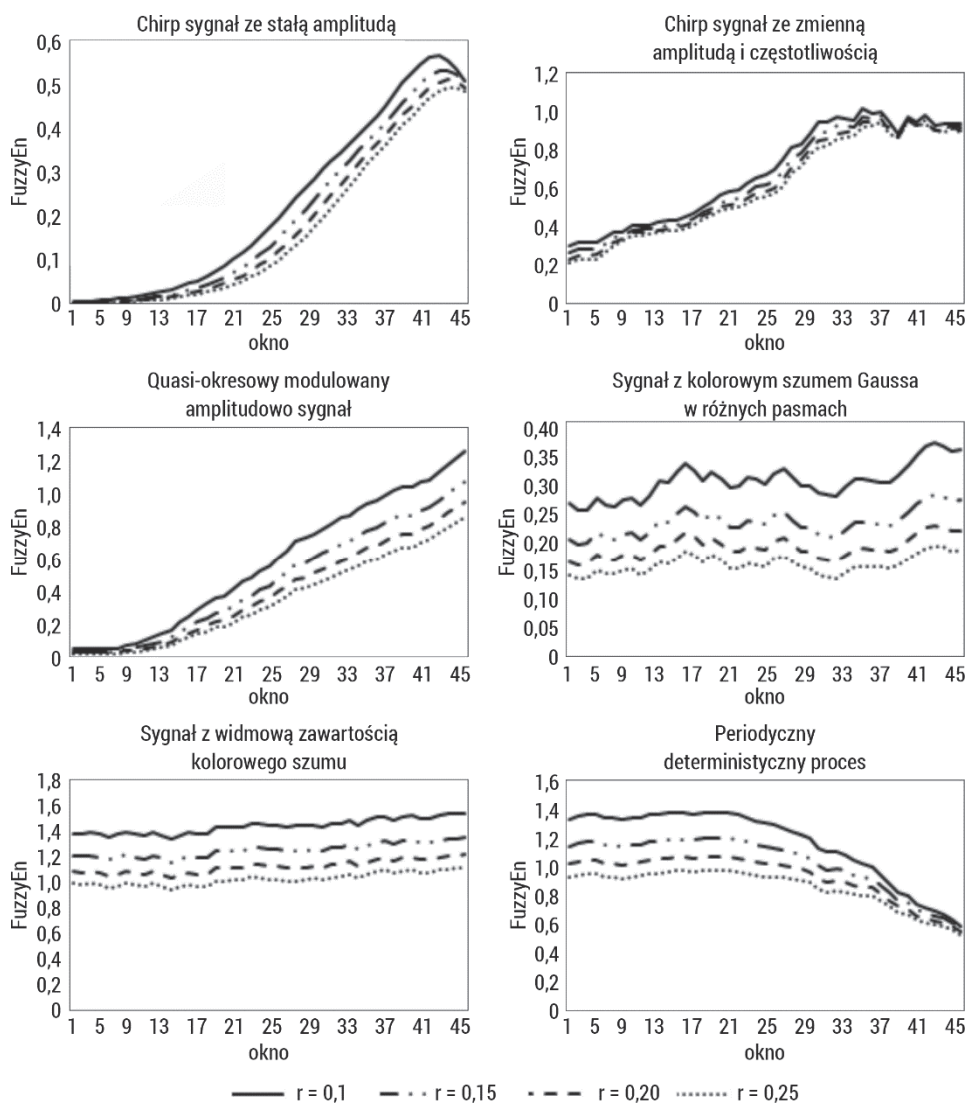 Chirp sygnał ze stałą amplitudą
0,6
0,5
0,4
0,3
0,2
0,1
0
FuzzyEn
1 5 9 13 17 21 25 29 33 37 41 45
okno
Chirp sygnał ze zmienną
amplitudą i częstotliwością
1,2
1,0
0,8
0,6
0,4
0,2
0
FuzzyEn
1 5 9 13 17 21 25 29 33 37 41 45
okno
Quasi-okresowy modulowany
amplitudowo sygnał
1,4
1,2
1,0
0,8
0,6
0,4
0,2
0
FuzzyEn
1 5 9 13 17 21 25 29 33 37 41 45
okno
Sygnał z kolorowym szumem Gaussa
w różnych pasmach
0,40
0,35
0,30
0,25
0,20
0,15
0,10
0,05
0
FuzzyEn
1 5 9 13 17 21 25 29 33 37 41 45
okno
Sygnał z widmową zawartością
kolorowego szumu
1,8
1,6
1,4
1,2
1,0
0,8
0,6
0,4
0,2
0
FuzzyEn
1 5 9 13 17 21 25 29 33 37 41 45
okno
Periodyczny
deterministyczny proces
1,6
1,4
1,2
1,0
0,8
0,6
0,4
0,2
0
FuzzyEn
1 5 9 13 17 21 25 29 33 37 41 45
okno
r = 0,1 r = 0,15 r = 0,20 r = 0,25